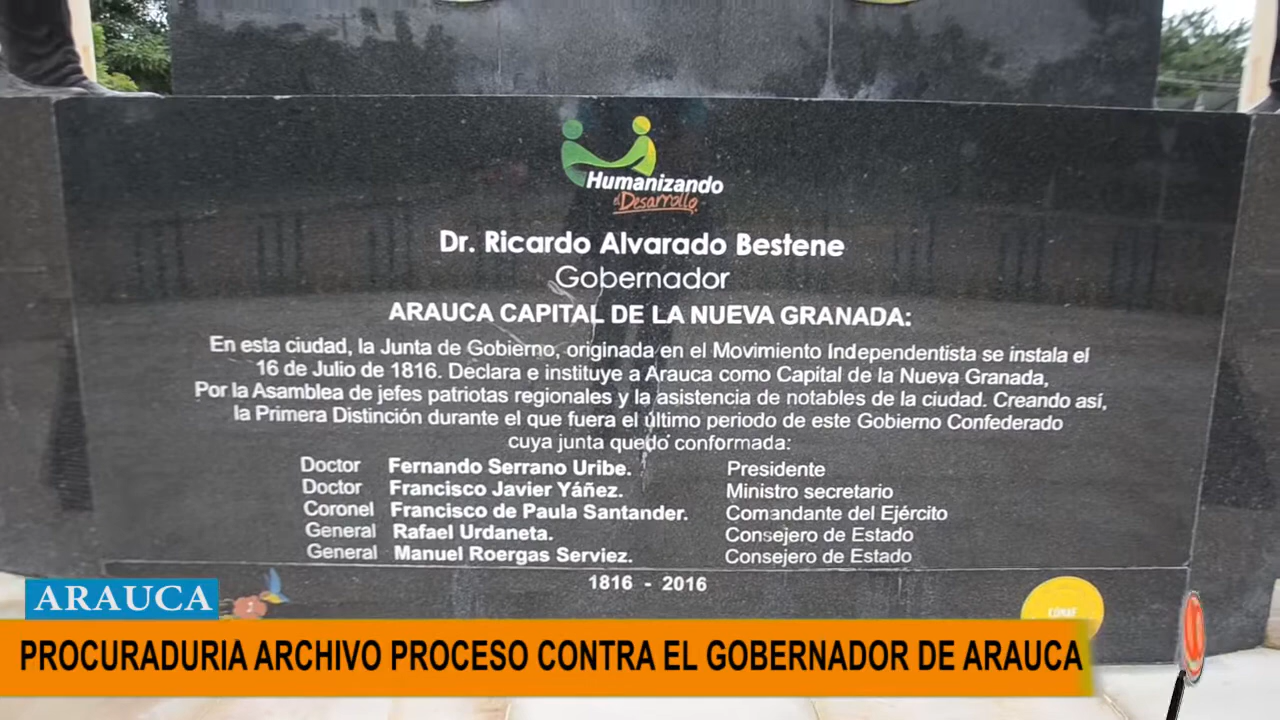 Humanizando
el Desarrollo
Dr. Ricardo Alvarado Bestene
Gobernador
ARAUCA CAPITAL DE LA NUEVA GRANADA:
En esta ciudad, la Junta de Gobierno, originada en el Movimiento Independentista se instala el
16 de Julio de 1816. Declara e instituye a Arauca como Capital de la Nueva Granada,
Por la Asamblea de jefes patriotas regionales y la asistencia de notables de la ciudad. Creando así,
la Primera Distinción durante el que fuera el último periodo de este Gobierno Confederado
cuya junta quedó conformada:
Doctor Fernando Serrano Uribe. Presidente
Doctor Francisco Javier Yáñez. Ministro secretario
Coronel Francisco de Paula Santander. Comandante del Ejército
General Rafael Urdaneta. Consejero de Estado
General Manuel Roergas Serviez. Consejero de Estado
1816 - 2016
ARAUCA
PROCURADURIA ARCHIVO PROCESO CONTRA EL GOBERNADOR DE ARAUCA